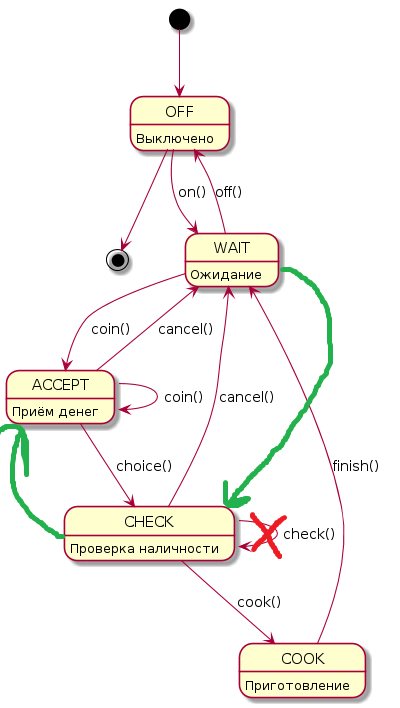 OFF
Выключено
on()
off()
WAIT
Ожидание
coin()
cancel()
ACCEPT
Приём денег
coin()
cancel()
choice()
finish()
CHECK
Проверка наличности
check()
cook()
COOK
Приготовление